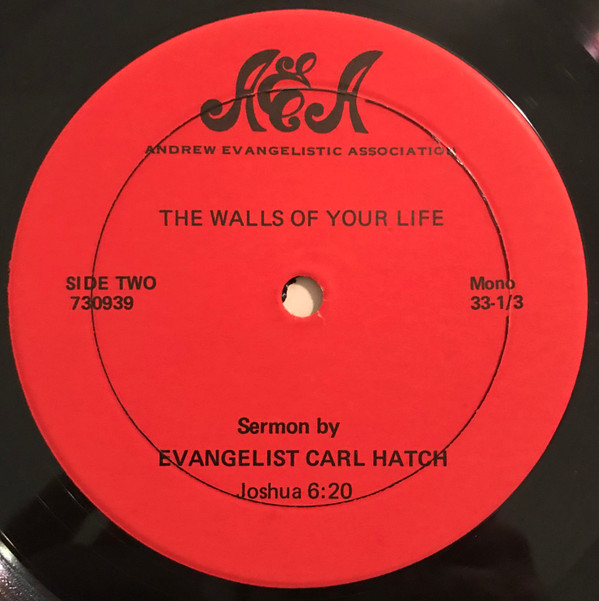 AEA
ANDREW EVANGELISTIC ASSOCIATION
THE WALLS OF YOUR LIFE
SIDE TWO
730939
Mono
33-1/3
Sermon by
EVANGELIST CARL HATCH
Joshua 6:20